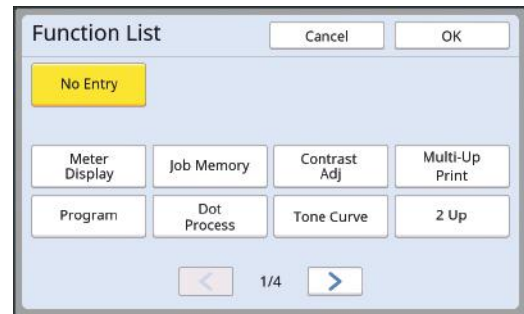 Function List
Cancel
OK
No Entry
Meter
Display
Job Memory
Contrast
Adj
Multi-Up
Print
Program
Dot
Process
Tone Curve
2 Up
1/4